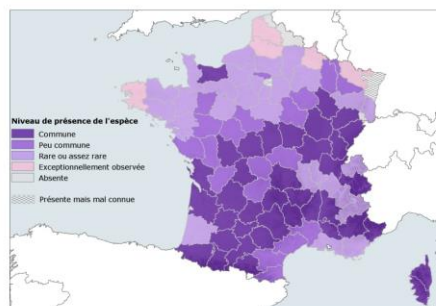 Niveau de présence de l'espèce
Commune
Peu commune
Rare ou assez rare
Exceptionnellement observée
Absente
Présente mais mal connue